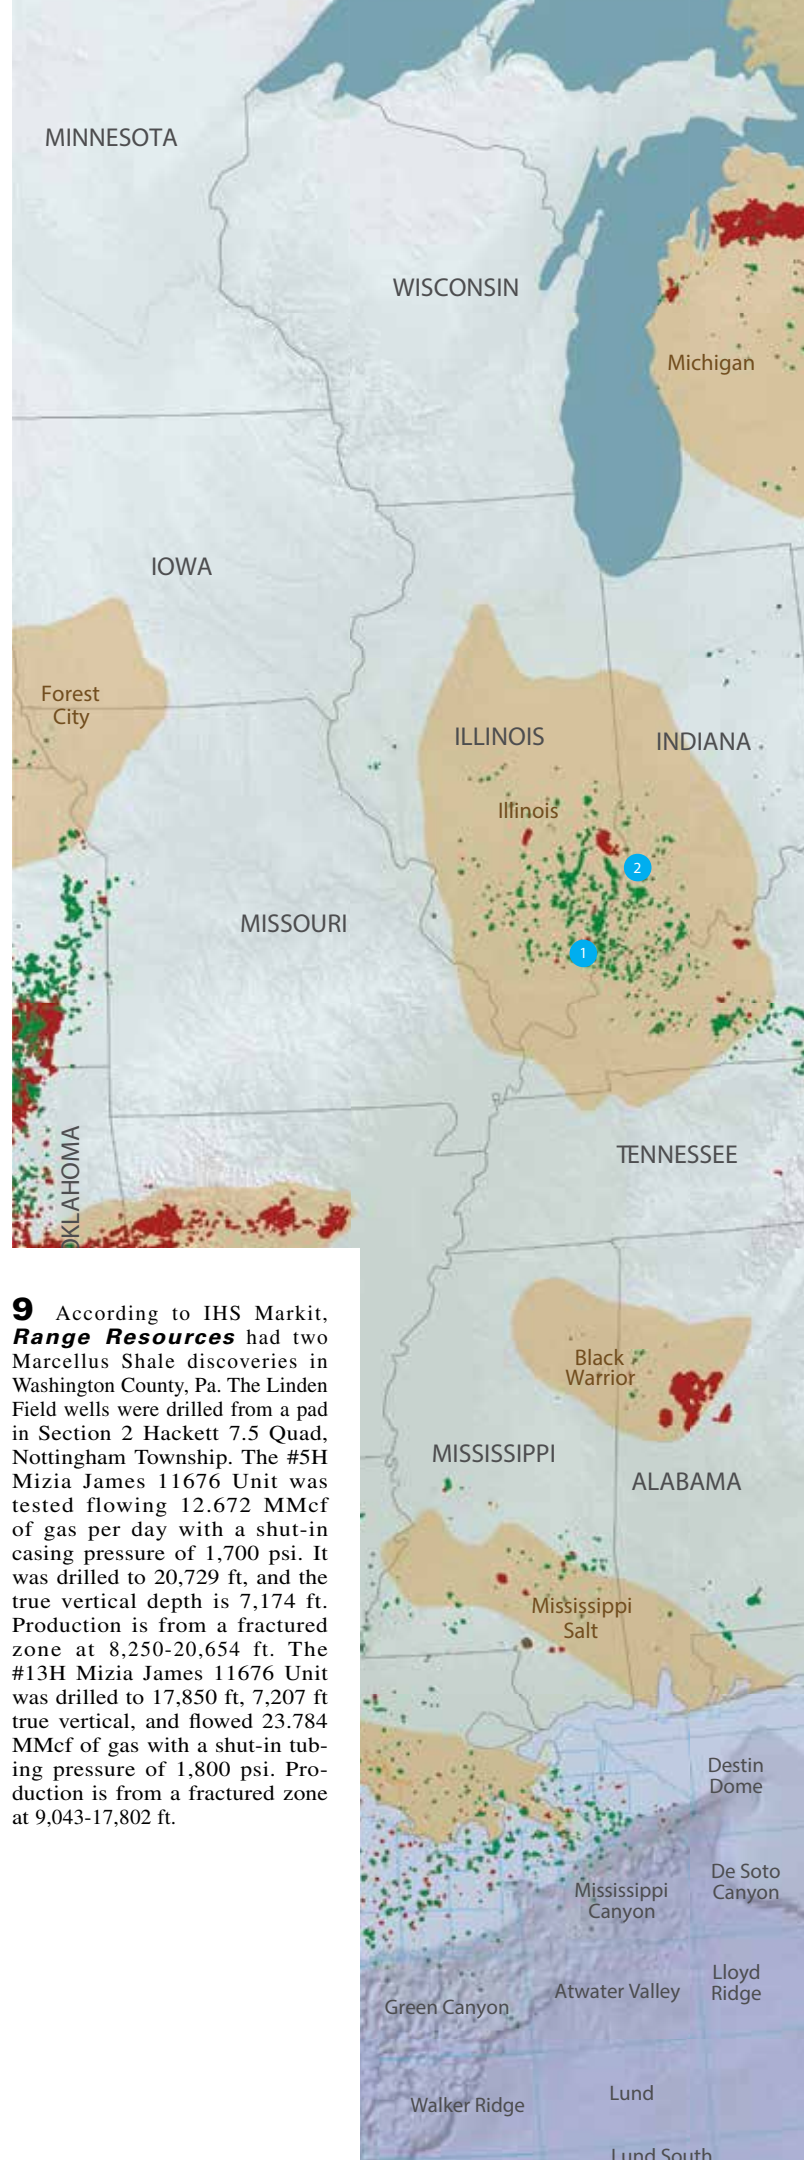 MINNESOTA
WISCONSIN
Michigan
IOWA
Forest
City
ILLINOIS
INDIANA
Illinois
2
MISSOURI
1
TENNESSEE
OKLAHOMA
9 According to IHS Markit,
Range Resources had two
Marcellus Shale discoveries in
Washington County, Pa. The Linden
Field wells were drilled from a pad
in Section 2 Hackett 7.5 Quad,
Nottingham Township. The #5H
Mizia James 11676 Unit was
tested flowing 12.672 MMcf
of gas per day with a shut-in
casing pressure of 1,700 psi. It
was drilled to 20,729 ft, and the
true vertical depth is 7,174 ft.
Production is from a fractured
zone at 8,250-20,654 ft. The
#13H Mizia James 11676 Unit
was drilled to 17,850 ft, 7,207 ft
true vertical, and flowed 23.784
MMcf of gas with a shut-in tub-
ing pressure of 1,800 psi. Pro-
duction is from a fractured zone
at 9,043-17,802 ft.
Black
Warrior
MISSISSIPPI
ALABAMA
Mississippi
Salt
Destin
Dome
De Soto
Canyon
Mississippi
Canyon
Lloyd
Ridge
Atwater Valley
Green Canyon
Lund
Walker Ridge
Lund South